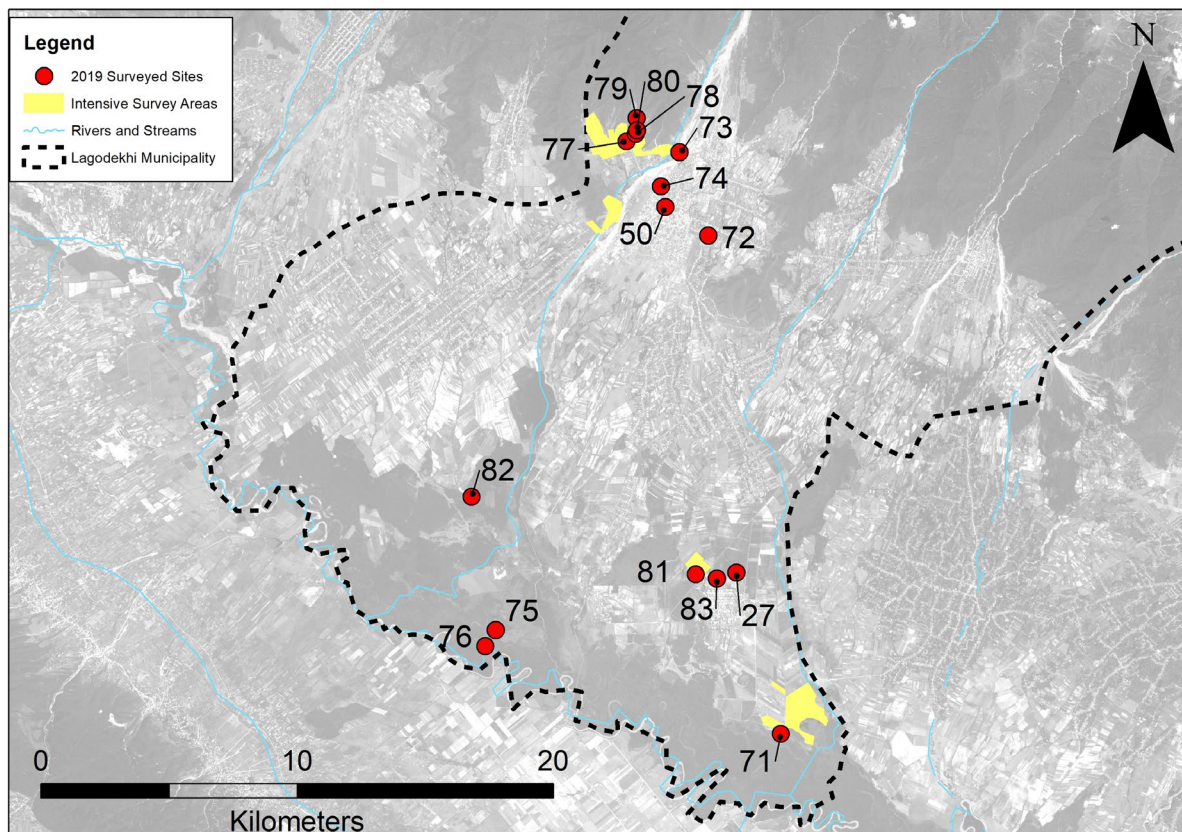 Legend
2019 Surveyed Sites
Intensive Survey Areas
Rivers and Streams
Lagodekhi Municipality
N
79 80
78
77
73
74
50
72
82
81
83 27
75
76
71
0 10 20
Kilometers